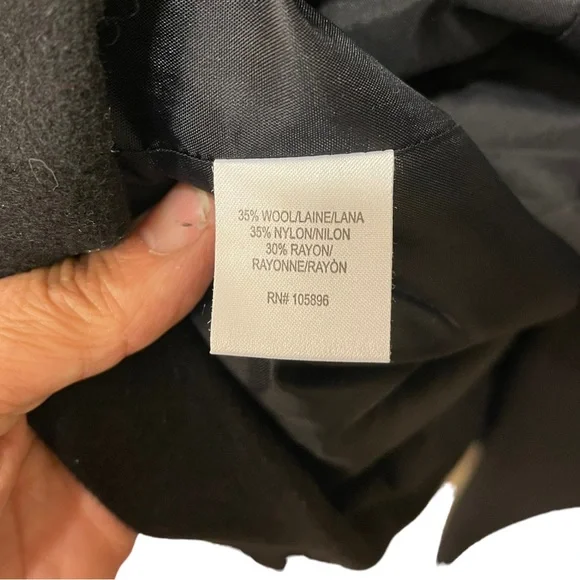 35% WOOL/LAINE/LANA
35% NYLON/NILON
30% RAYON/
RAYONNE/RAYÒN
RN# 105896